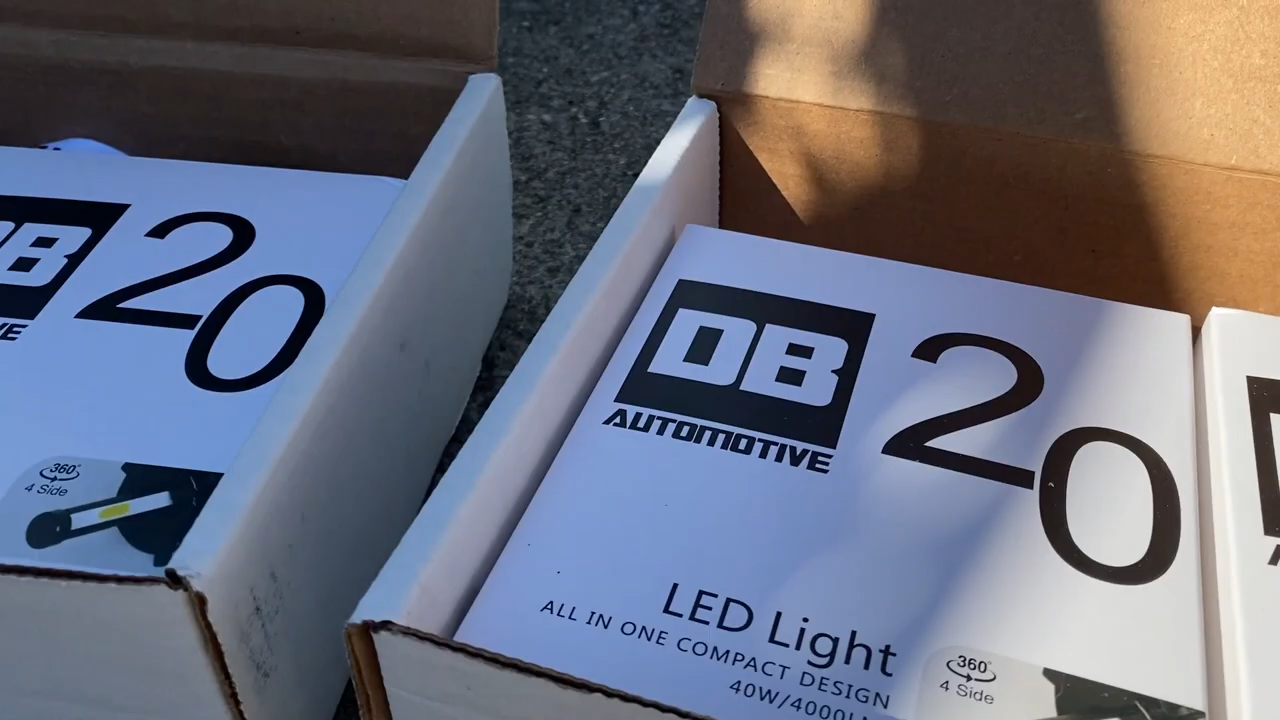 B
20
360°
4 Side
DB
AUTOMOTIVE
20
LED Light
ALL IN ONE COMPACT DESIGN
360°
4 Side